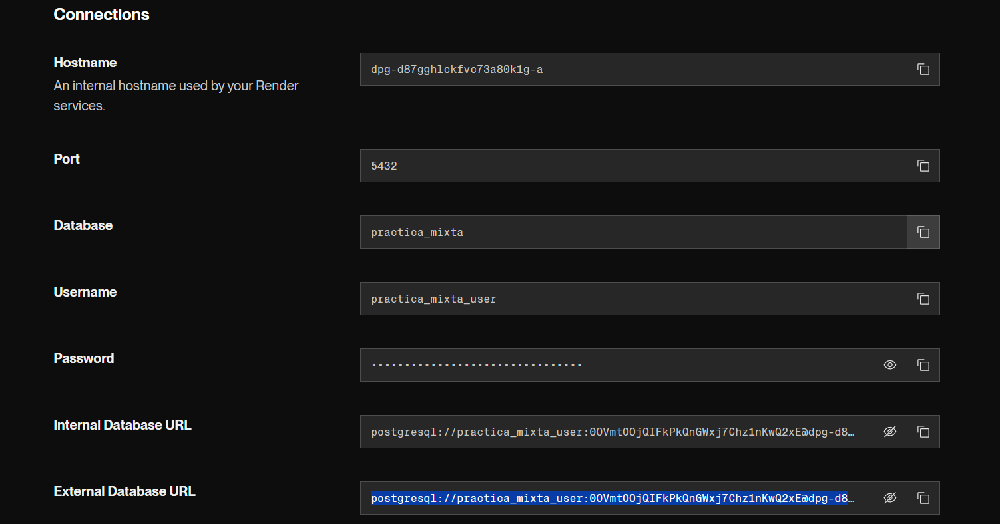 Connections
Hostname
An internal hostname used by your Render
services.
dpg-d87gghlckfvc73a80k1g-a
Port
5432
Database
practica_mixta
Username
practica_mixta_user
Password
•••••••••••••••••••••••••••••••
Internal Database URL
postgresql://practica_mixta_user:0OVmtOOjQIFkPkQnGWxj7Chz1nKwQ2xE@dpg-d8…
External Database URL
postgresql://practica_mixta_user:0OVmtOOjQIFkPkQnGWxj7Chz1nKwQ2xE@dpg-d8…